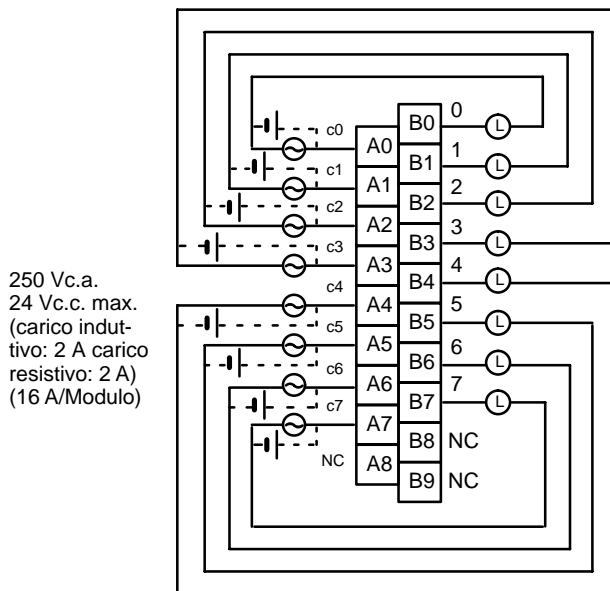 0
c0 B0 L
A0 1
c1 B1 L
A1 2
c2 B2 L
A2 3
c3 B3 L
A3 4
c4 B4 L
A4 5
c5 B5 L
A5 6
c6 B6 L
A6 7
c7 B7 L
A7
B8 NC
NC A8
B9 NC
250 Vc.a.
24 Vc.c. max.
(carico indut-
tivo: 2 A carico
resistivo: 2 A)
(16 A/Modulo)